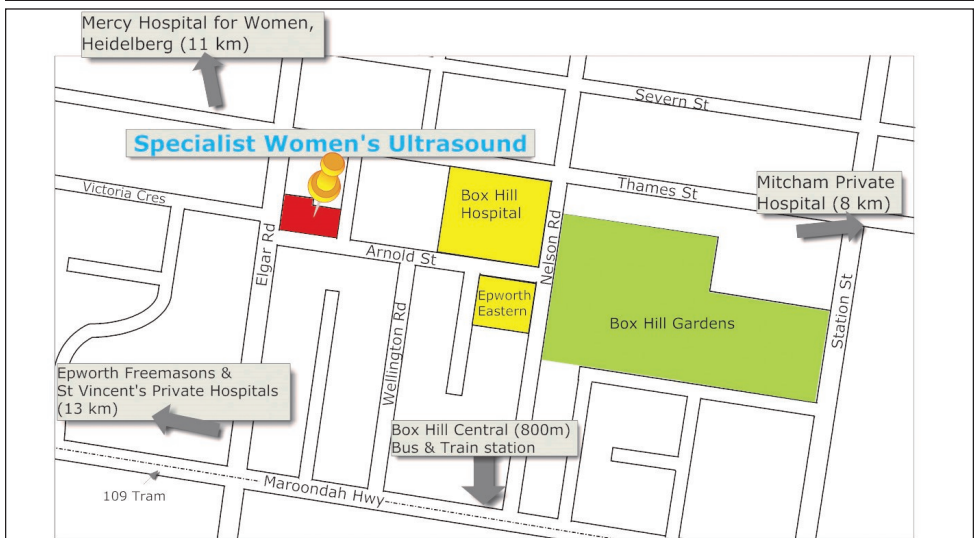 Mercy Hospital for Women,
Heidelberg (11 km)
Severn St
Specialist Women's Ultrasound
Victoria Cres
Box Hill
Hospital
Thames St
Mitcham Private
Hospital (8 km)
Elgar Rd
Arnold St
Nelson Rd
Epworth
Eastern
Wellington Rd
Box Hill Gardens
Station St
Epworth Freemasons &
St Vincent's Private Hospitals
(13 km)
Box Hill Central (800m)
Bus & Train station
109 Tram
Maroondah Hwy